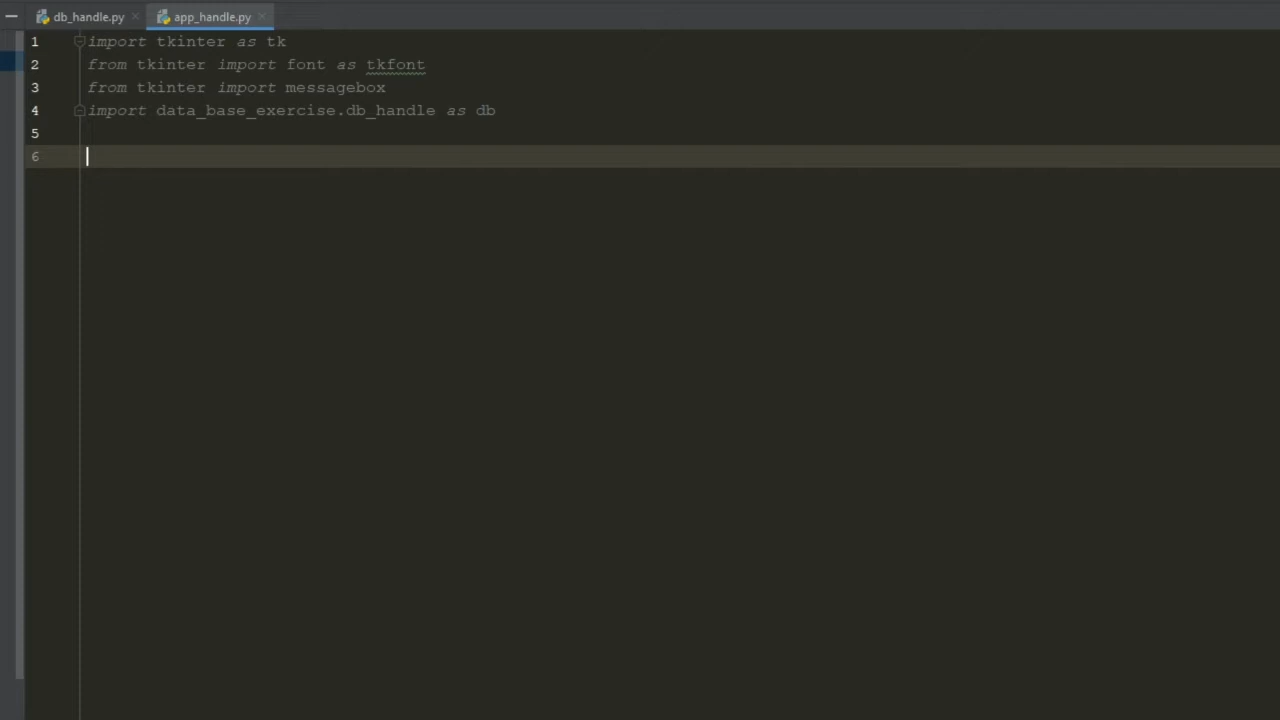 db_handle.py
app_handle.py
1 import tkinter as tk
2 from tkinter import font as tkfont
3 from tkinter import messagebox
4 import data_base_exercise.db_handle as db
5
6